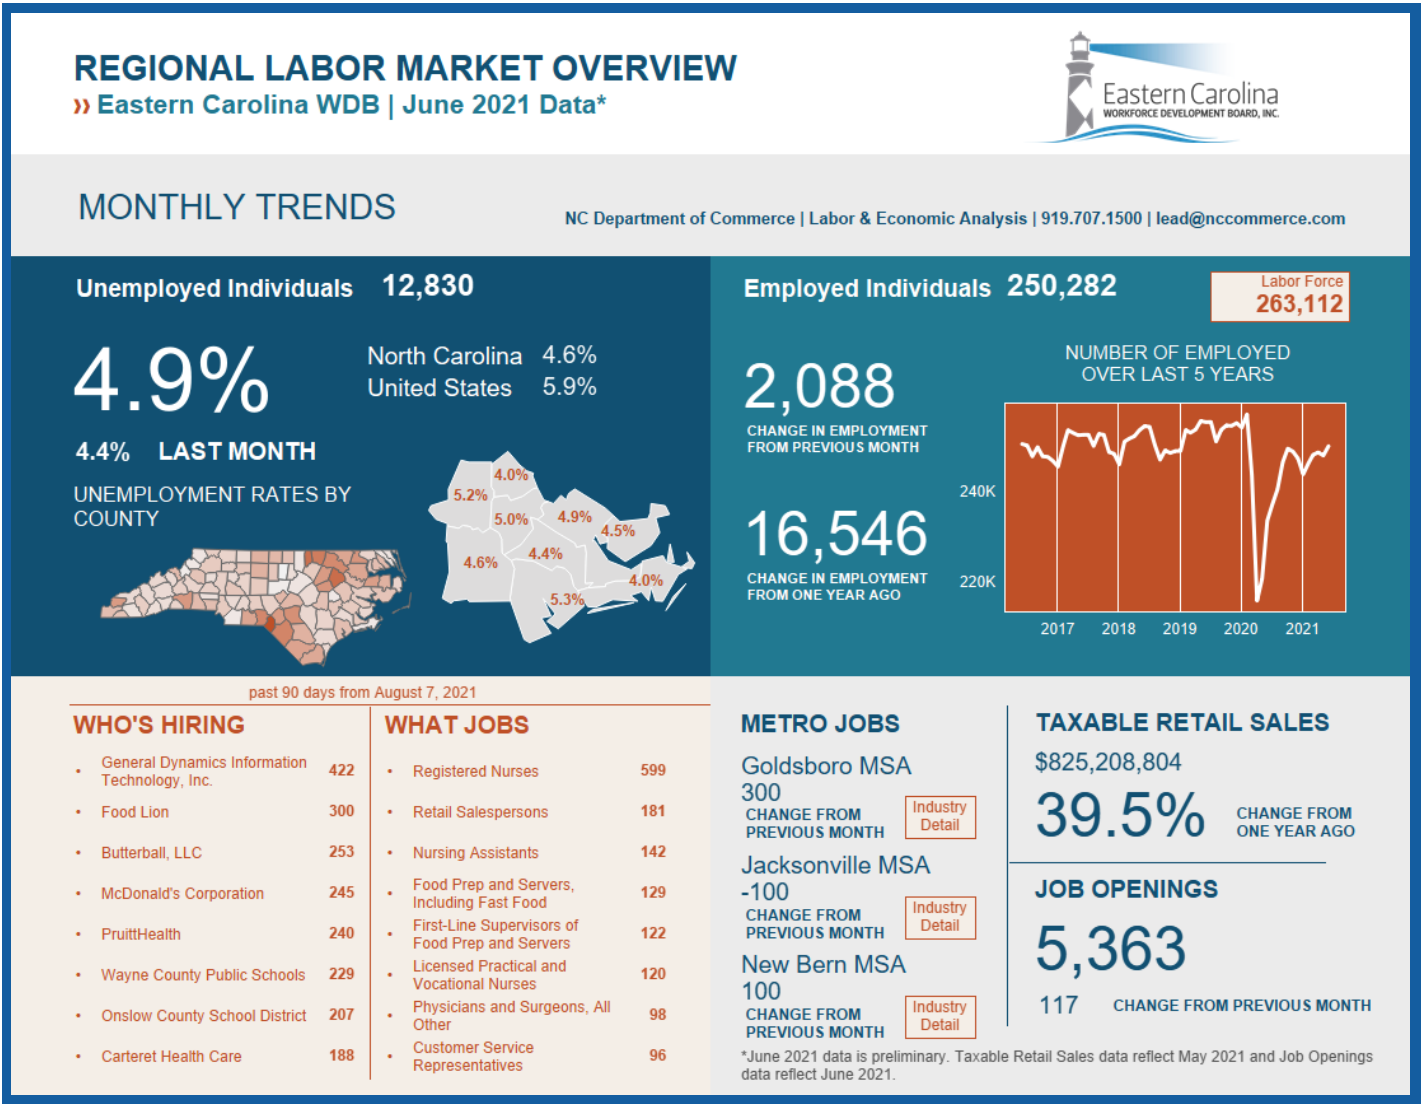 REGIONAL LABOR MARKET OVERVIEW
›› Eastern Carolina WDB | June 2021 Data*
Eastern Carolina
WORKFORCE DEVELOPMENT BOARD, INC.
MONTHLY TRENDS
NC Department of Commerce | Labor & Economic Analysis | 919.707.1500 | lead@nccommerce.com
Unemployed Individuals 12,830
4.9%
North Carolina 4.6%
United States 5.9%
4.4% LAST MONTH
UNEMPLOYMENT RATES BY
COUNTY
4.0%
5.2%
5.0%
4.9%
4.5%
4.4%
4.6%
4.0%
5.3%
Employed Individuals 250,282
Labor Force
263,112
2,088
CHANGE IN EMPLOYMENT
FROM PREVIOUS MONTH
16,546
CHANGE IN EMPLOYMENT
FROM ONE YEAR AGO
NUMBER OF EMPLOYED
OVER LAST 5 YEARS
240K
220K
2017 2018 2019 2020 2021
past 90 days from August 7, 2021
WHO'S HIRING
• General Dynamics Information
Technology, Inc. 422
• Food Lion 300
• Butterball, LLC 253
• McDonald's Corporation 245
• PruittHealth 240
• Wayne County Public Schools 229
• Onslow County School District 207
• Carteret Health Care 188
WHAT JOBS
• Registered Nurses 599
• Retail Salespersons 181
• Nursing Assistants 142
• Food Prep and Servers,
Including Fast Food 129
• First-Line Supervisors of
Food Prep and Servers 122
• Licensed Practical and
Vocational Nurses 120
• Physicians and Surgeons, All
Other 98
• Customer Service
Representatives 96
METRO JOBS
Goldsboro MSA
300
CHANGE FROM
PREVIOUS MONTH
Industry
Detail
Jacksonville MSA
-100
CHANGE FROM
PREVIOUS MONTH
Industry
Detail
New Bern MSA
100
CHANGE FROM
PREVIOUS MONTH
Industry
Detail
TAXABLE RETAIL SALES
$825,208,804
39.5%
CHANGE FROM
ONE YEAR AGO
JOB OPENINGS
5,363
117 CHANGE FROM PREVIOUS MONTH
*June 2021 data is preliminary. Taxable Retail Sales data reflect May 2021 and Job Openings
data reflect June 2021.